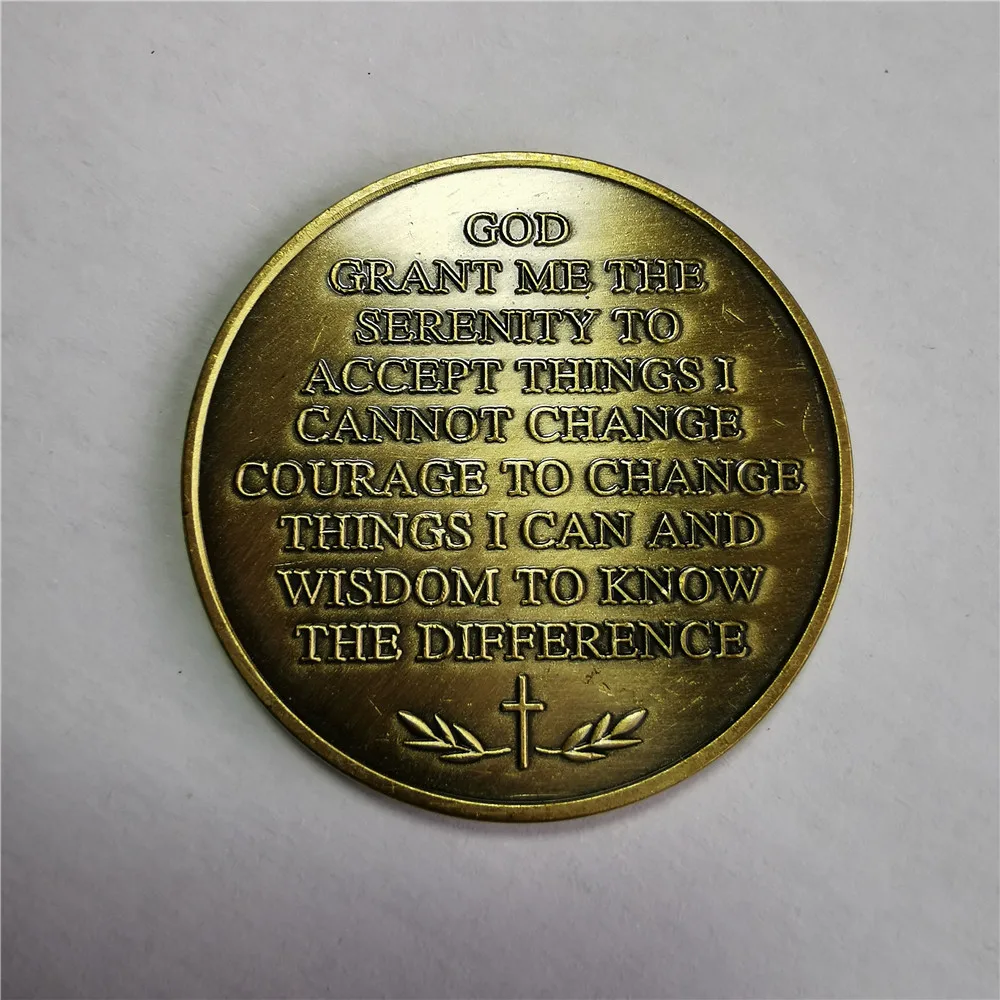 GOD
GRANT ME THE
SERENITY TO
ACCEPT THINGS I
CANNOT CHANGE
COURAGE TO CHANGE
THINGS I CAN AND
WISDOM TO KNOW
THE DIFFERENCE